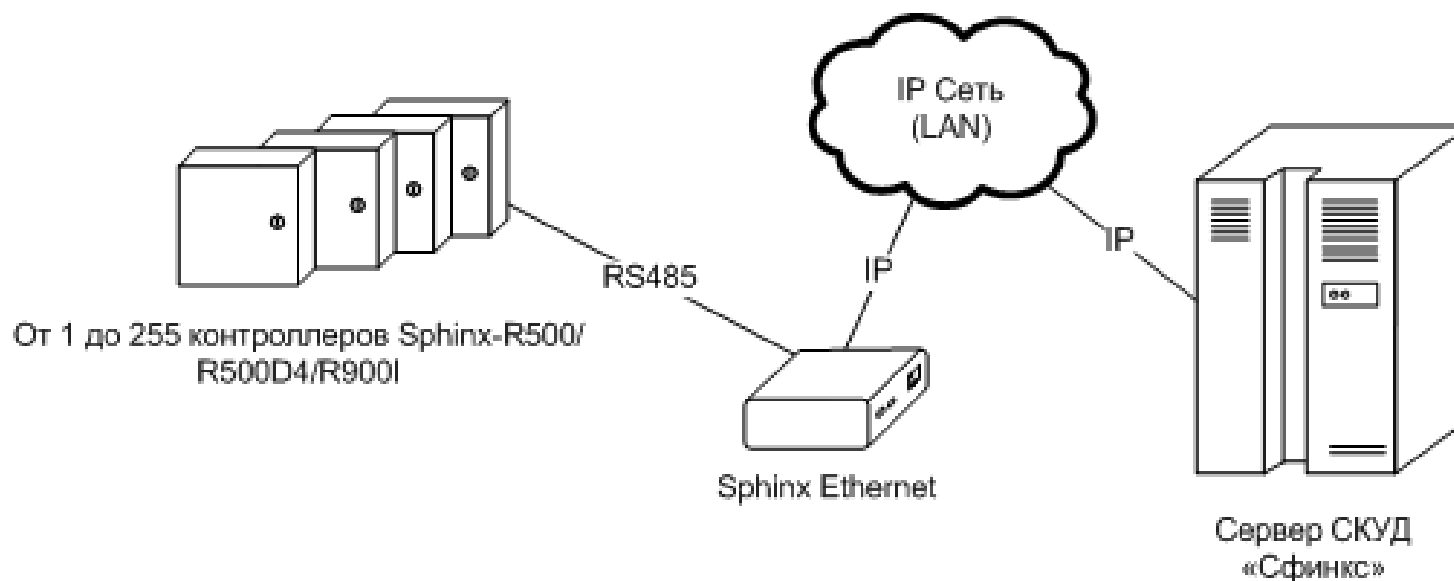 IP Сеть
(LAN)
IP
IP
RS485
От 1 до 255 контроллеров Sphinx-R500/
R500D4/R900I
Sphinx Ethernet
Сервер СКУД
«Сфинкс»